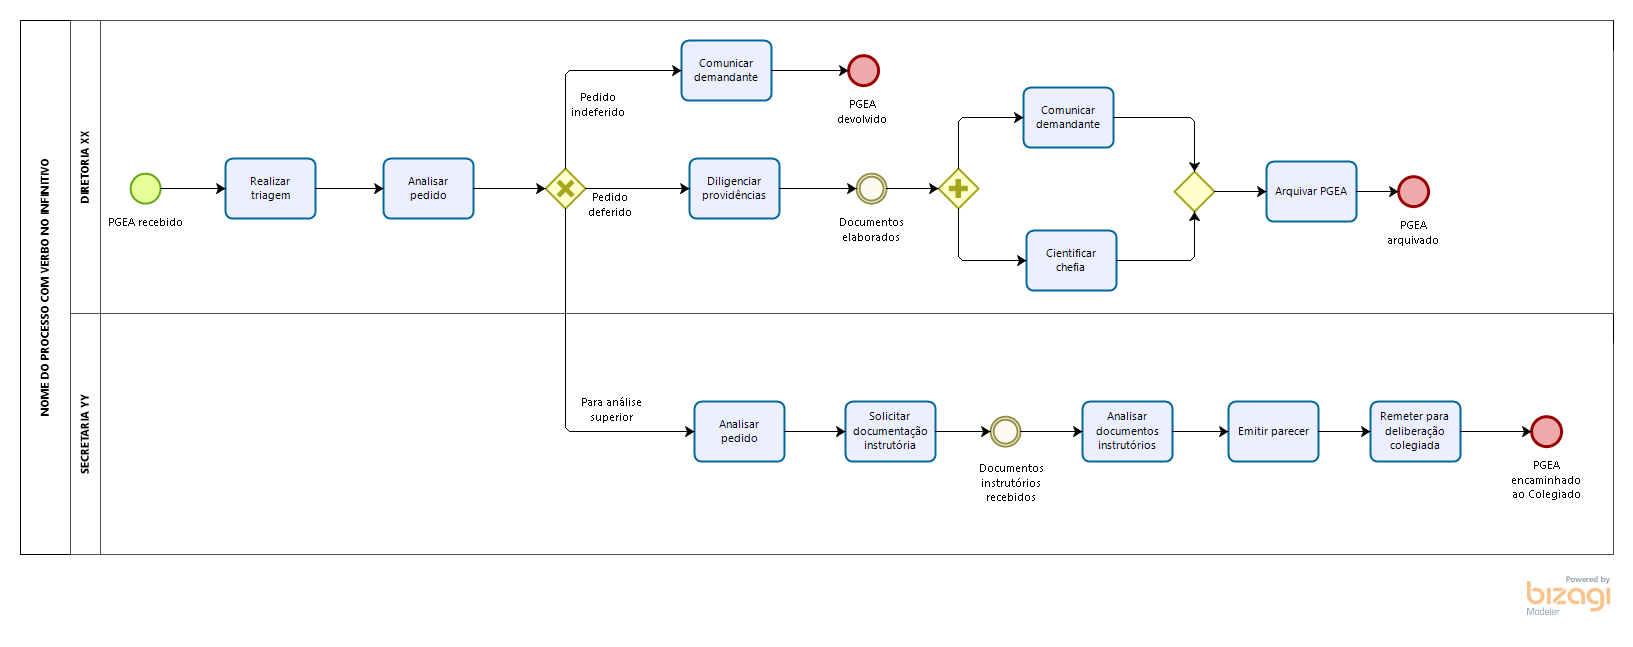 NOME DO PROCESSO COM VERBO NO INFINITIVO
DIRETORIA XX
PGEA recebido
Realizar
triagem
Analisar
pedido
Pedido
indeferido
Comunicar
demandante
PGEA
devolvido
Pedido
deferido
Diligenciar
providências
Documentos
elaborados
Comunicar
demandante
Cientificar
chefia
Arquivar PGEA
PGEA
arquivado
SECRETARIA YY
Para análise
superior
Analisar
pedido
Solicitar
documentação
instrutória
Documentos
instrutórios
recebidos
Analisar
documentos
instrutórios
Emitir parecer
Remeter para
deliberação
colegiada
PGEA
encaminhado
ao Colegiado
Powered by
bizagi
Modeler